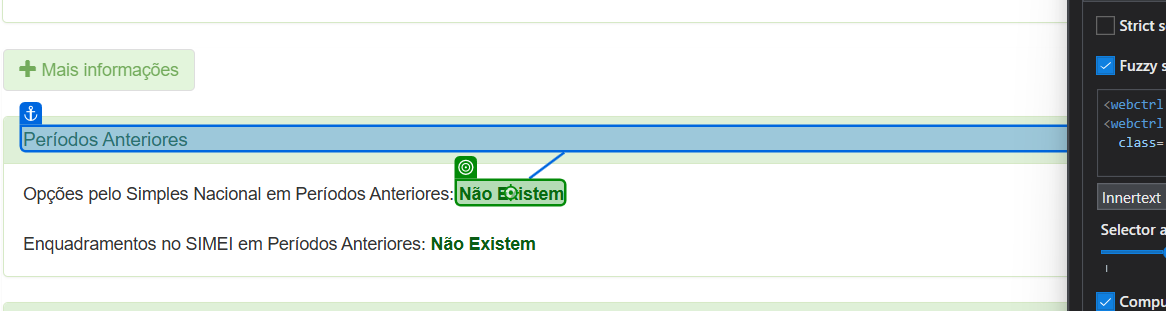 Mais informações
Períodos Anteriores
Opções pelo Simples Nacional em Períodos Anteriores: Não Existem
Enquadramentos no SIMEI em Períodos Anteriores: Não Existem
Strict s
Fuzzy s
<webctrl
<webctrl
class=
Innertext
Selector a
Compu